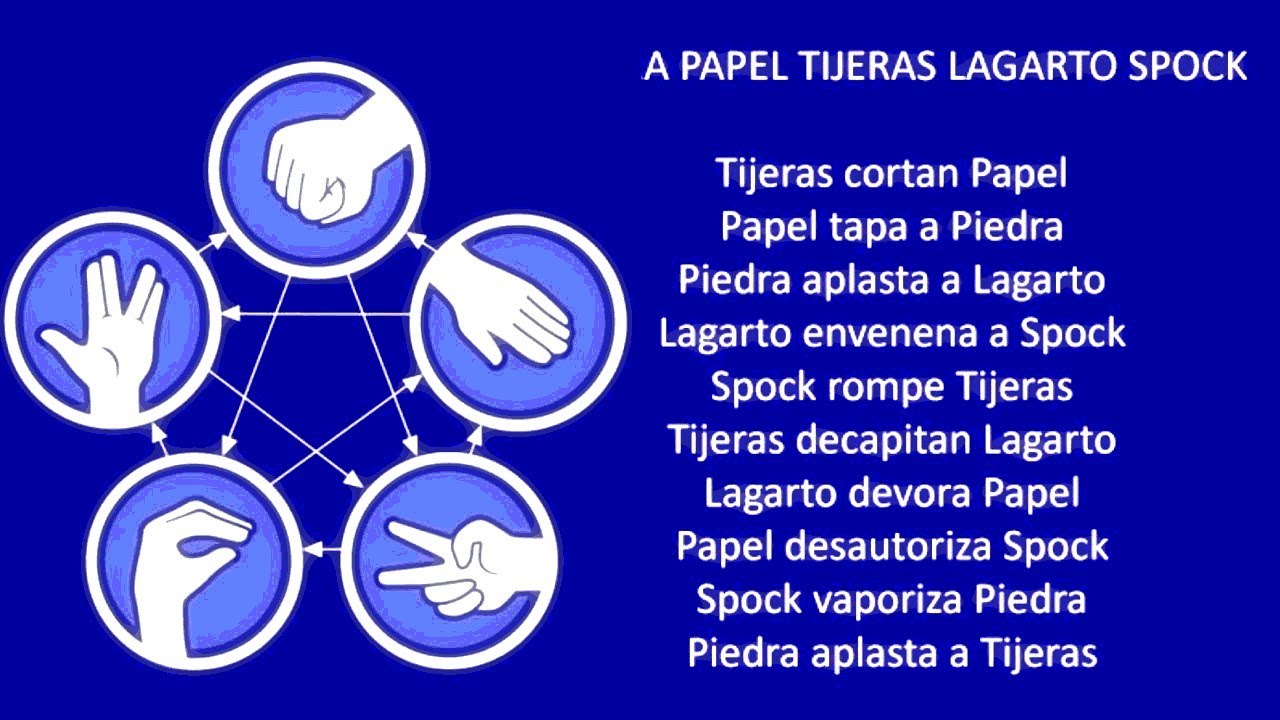 A PAPEL TIJERAS LAGARTO SPOCK
Tijeras cortan Papel
Papel tapa a Piedra
Piedra aplasta a Lagarto
Lagarto envenena a Spock
Spock rompe Tijeras
Tijeras decapitan Lagarto
Lagarto devora Papel
Papel desautoriza Spock
Spock vaporiza Piedra
Piedra aplasta a Tijeras